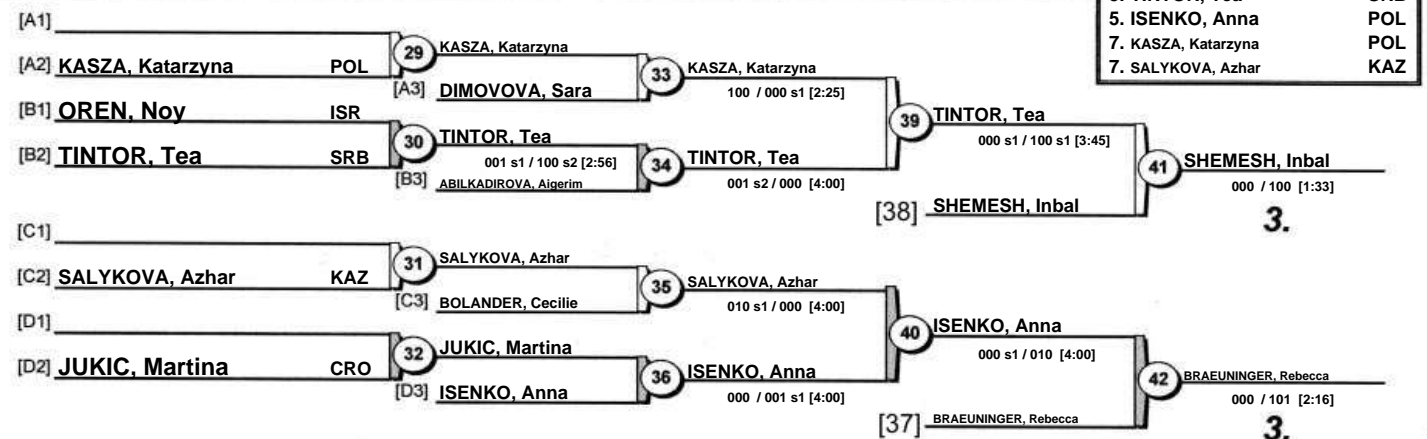 5. ISENKO, Anna POL
7. KASZA, Katarzyna POL
7. SALYKOVA, Azhar KAZ
[A1]
[A2] KASZA, Katarzyna POL
29
KASZA, Katarzyna
[A3] DIMOVOVA, Sara
33
KASZA, Katarzyna
100 / 000 s1 [2:25]
[B1] OREN, Noy ISR
[B2] TINTOR, Tea SRB
30
TINTOR, Tea
001 s1 / 100 s2 [2:56]
[B3] ABILKADIROVA, Aigerim
34
TINTOR, Tea
001 s2 / 000 [4:00]
39
TINTOR, Tea
000 s1 / 100 s1 [3:45]
[38] SHEMESH, Inbal
41
SHEMESH, Inbal
000 / 100 [1:33]
3.
[C1]
[C2] SALYKOVA, Azhar KAZ
31
SALYKOVA, Azhar
[C3] BOLANDER, Cecilie
35
SALYKOVA, Azhar
010 s1 / 000 [4:00]
[D1]
[D2] JUKIC, Martina CRO
32
JUKIC, Martina
[D3] ISENKO, Anna
36
ISENKO, Anna
000 / 001 s1 [4:00]
40
ISENKO, Anna
000 s1 / 010 [4:00]
[37] BRAEUNINGER, Rebecca
42
BRAEUNINGER, Rebecca
000 / 101 [2:16]
3.